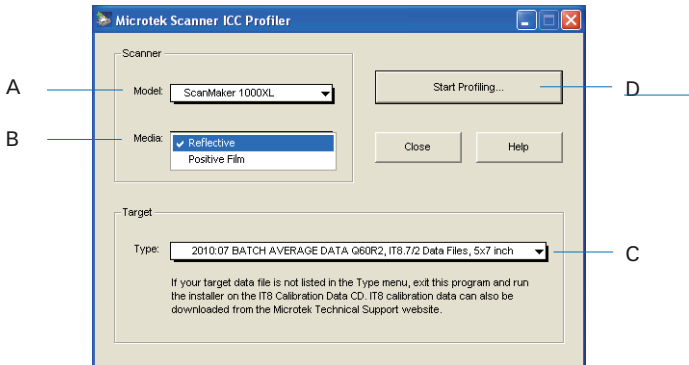 Microtek Scanner ICC Profiler
Scanner
A
Model:
ScanMaker 1000XL
Start Profiling...
D
B
Media:
Reflective
Positive Film
Close
Help
Target
Type:
2010:07 BATCH AVERAGE DATA Q60R2, IT8.7/2 Data Files, 5x7 inch
C
If your target data file is not listed in the Type menu, exit this program and run
the installer on the IT8 Calibration Data CD. IT8 calibration data can also be
downloaded from the Microtek Technical Support website.